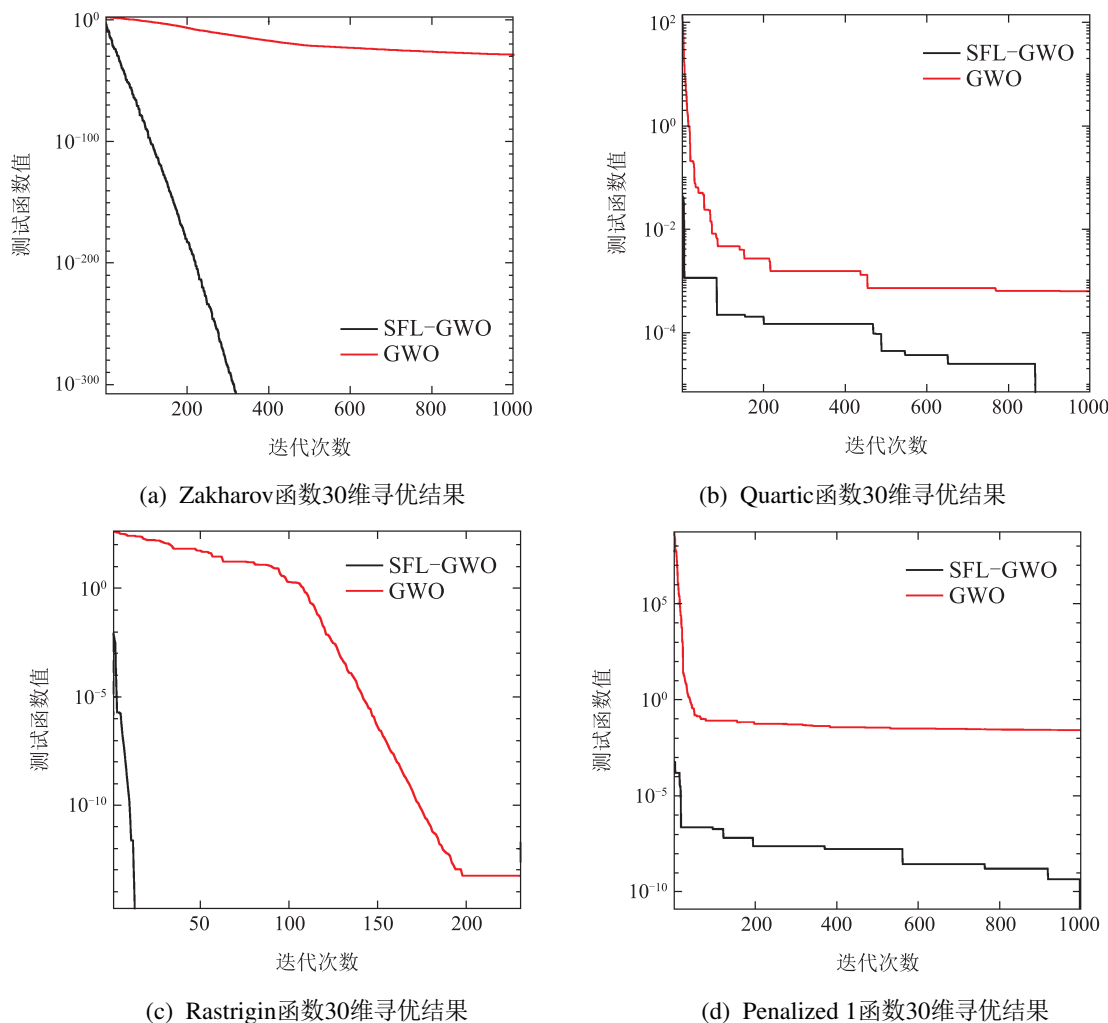 10^0
10^-100
10^-200
10^-300
测试函数值
SFL-GWO
GWO
200 400 600 800 1000
迭代次数
(a) Zakharov函数30维寻优结果
10^2
10^0
10^-2
10^-4
测试函数值
SFL-GWO
GWO
200 400 600 800 1000
迭代次数
(b) Quartic函数30维寻优结果
10^0
10^-5
10^-10
测试函数值
SFL-GWO
GWO
50 100 150 200
迭代次数
(c) Rastrigin函数30维寻优结果
10^5
10^0
10^-5
10^-10
测试函数值
SFL-GWO
GWO
200 400 600 800 1000
迭代次数
(d) Penalized 1函数30维寻优结果